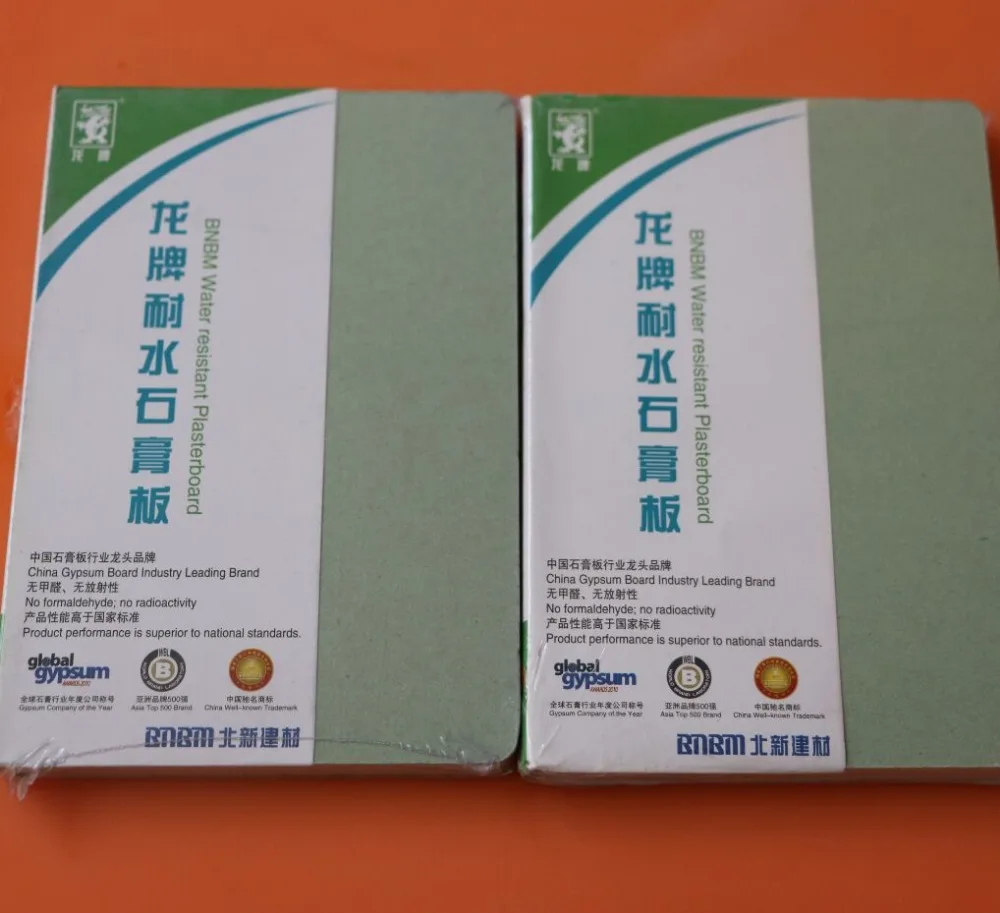 龙牌
龙牌耐水石膏板
BNBM Water resistant Plasterboard
中国石膏板行业龙头品牌
China Gypsum Board Industry Leading Brand
无甲醛、无放射性
No formaldehyde; no radioactivity
产品性能高于国家标准
Product performance is superior to national standards.
global
gypsum
AWARDS 2010
WBL
B
全球石膏行业年度公司称号
Gypsum Company of the Year
亚洲品牌500强
Asia Top 500 Brand
中国驰名商标
China Well-known Trademark
BNBM 北新建材
龙牌
龙牌耐水石膏板
BNBM Water resistant Plasterboard
中国石膏板行业龙头品牌
China Gypsum Board Industry Leading Brand
无甲醛、无放射性
No formaldehyde; no radioactivity
产品性能高于国家标准
Product performance is superior to national standards.
global
gypsum
AWARDS 2010
WBL
B
全球石膏行业年度公司称号
Gypsum Company of the Year
亚洲品牌500强
Asia Top 500 Brand
中国驰名商标
China Well-known Trademark
BNBM 北新建材